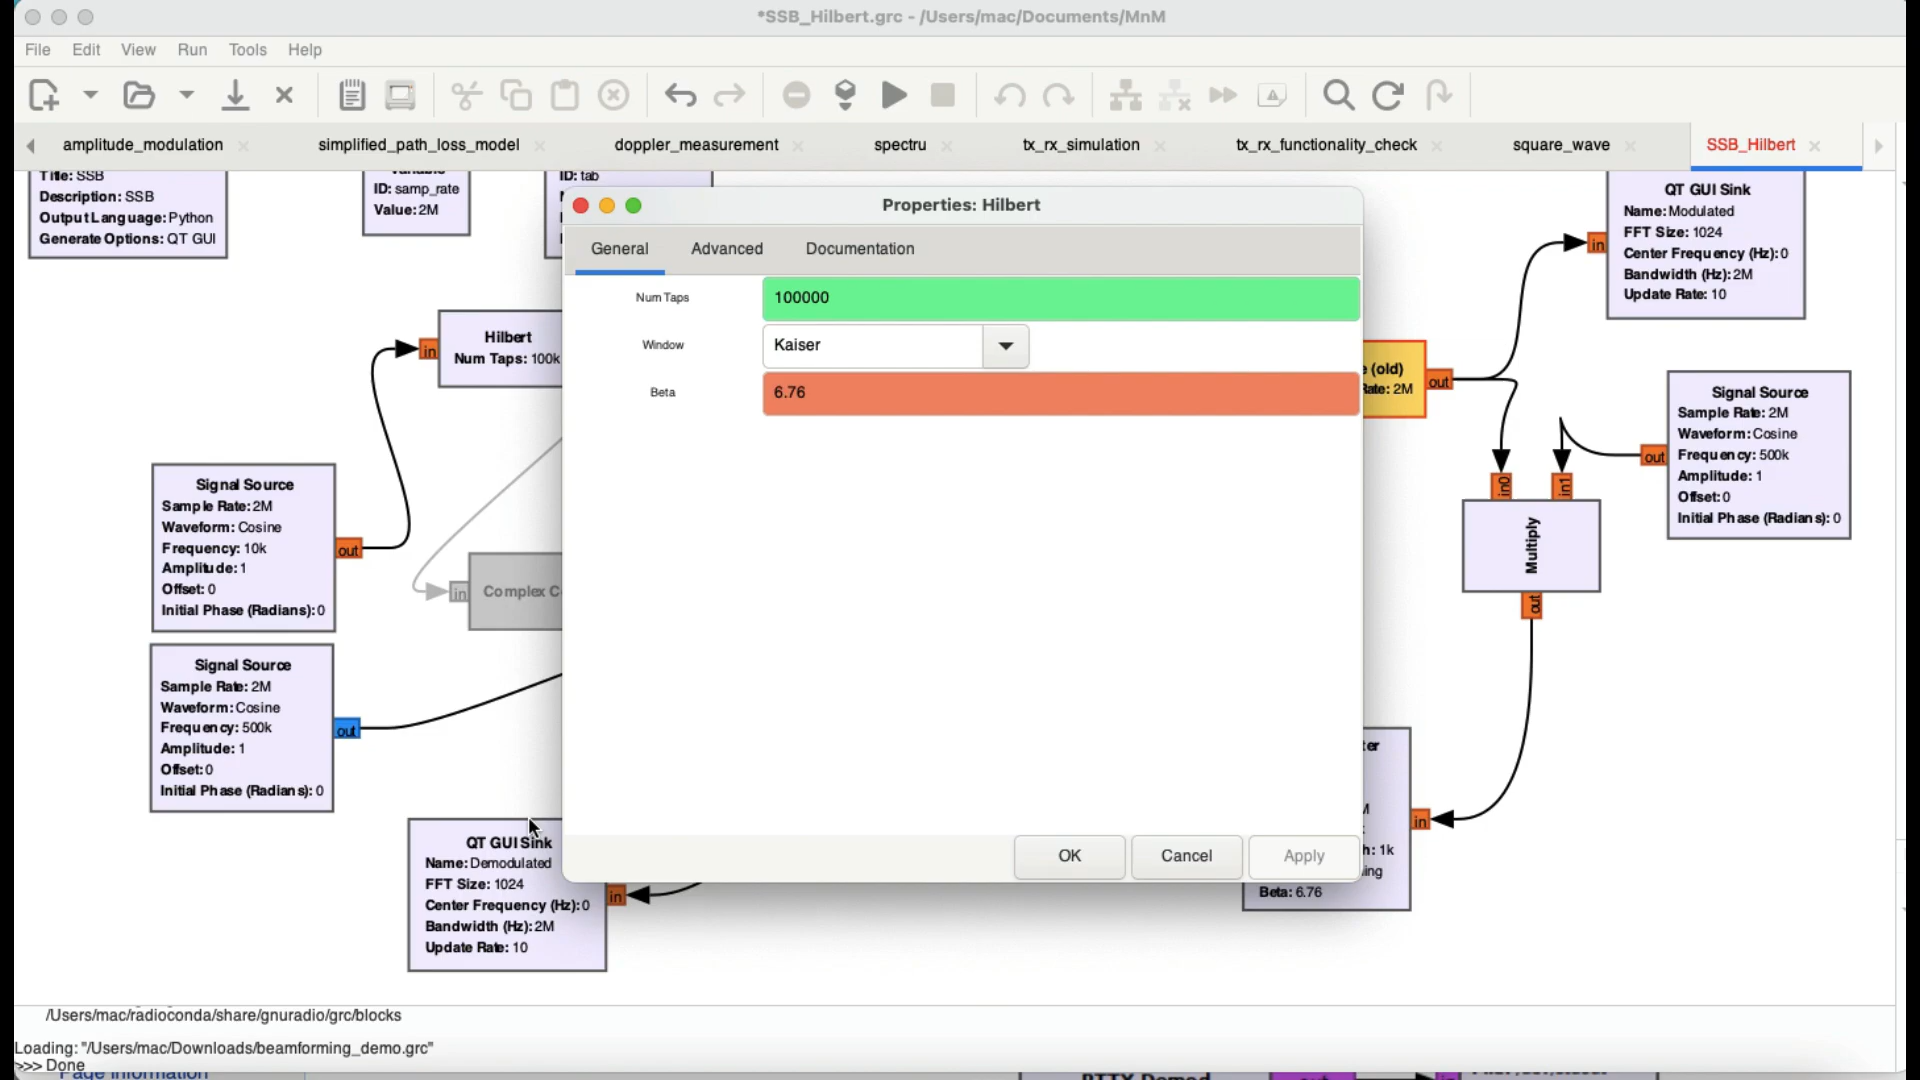 *SSB_Hilbert.grc - /Users/mac/Documents/MnM
File Edit View Run Tools Help
amplitude_modulation simplified_path_loss_model doppler_measurement spectru tx_rx_simulation tx_rx_functionality_check square_wave SSB_Hilbert
Title: SSB
Description: SSB
Output Language: Python
Generate Options: QT GUI
Variable
ID: samp_rate
Value: 2M
ID: tab
Properties: Hilbert
General Advanced Documentation
Num Taps 100000
Window Kaiser
Beta 6.76
OK Cancel Apply
QT GUI Sink
Name: Modulated
FFT Size: 1024
Center Frequency (Hz): 0
Bandwidth (Hz): 2M
Update Rate: 10
in
Hilbert
Num Taps: 100k
in
e (old)
Rate: 2M
out
Signal Source
Sample Rate: 2M
Waveform: Cosine
Frequency: 500k
Amplitude: 1
Offset: 0
Initial Phase (Radians): 0
out
in0 in1
Multiply
out
Signal Source
Sample Rate: 2M
Waveform: Cosine
Frequency: 10k
Amplitude: 1
Offset: 0
Initial Phase (Radians): 0
out
in
Complex C
Signal Source
Sample Rate: 2M
Waveform: Cosine
Frequency: 500k
Amplitude: 1
Offset: 0
Initial Phase (Radians): 0
out
QT GUI Sink
Name: Demodulated
FFT Size: 1024
Center Frequency (Hz): 0
Bandwidth (Hz): 2M
Update Rate: 10
in
ter
M
h: 1k
ing
Beta: 6.76
in
/Users/mac/radioconda/share/gnuradio/grc/blocks
Loading: "/Users/mac/Downloads/beamforming_demo.grc"
>>> Done
Page information
RTTY Demod
out